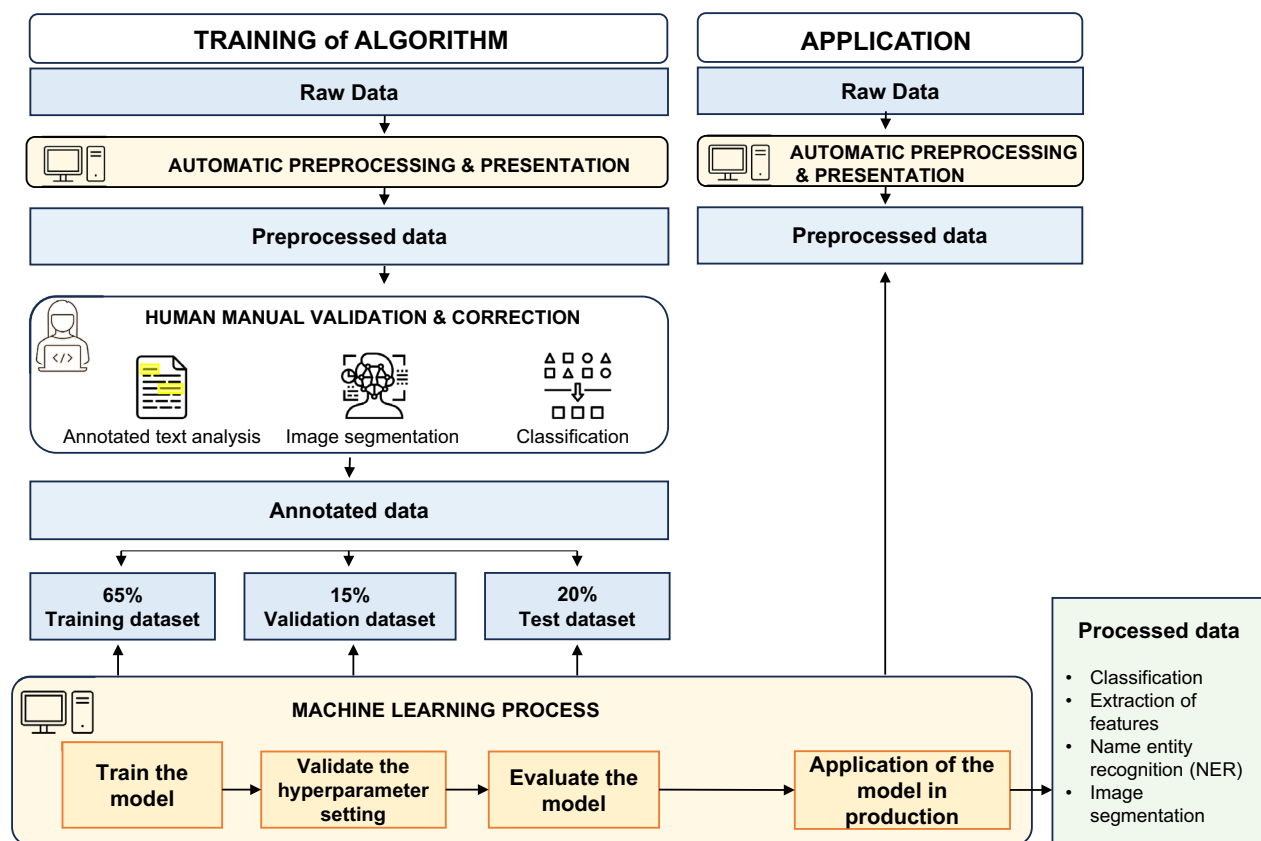 TRAINING of ALGORITHM
Raw Data
AUTOMATIC PREPROCESSING & PRESENTATION
Preprocessed data
HUMAN MANUAL VALIDATION & CORRECTION
</>
Annotated text analysis
Image segmentation
Classification
Annotated data
65%
Training dataset
15%
Validation dataset
20%
Test dataset
APPLICATION
Raw Data
AUTOMATIC PREPROCESSING
& PRESENTATION
Preprocessed data
MACHINE LEARNING PROCESS
Train the
model
Validate the
hyperparameter
setting
Evaluate the
model
Application of the
model in
production
Processed data
• Classification
• Extraction of
features
• Name entity
recognition (NER)
• Image
segmentation